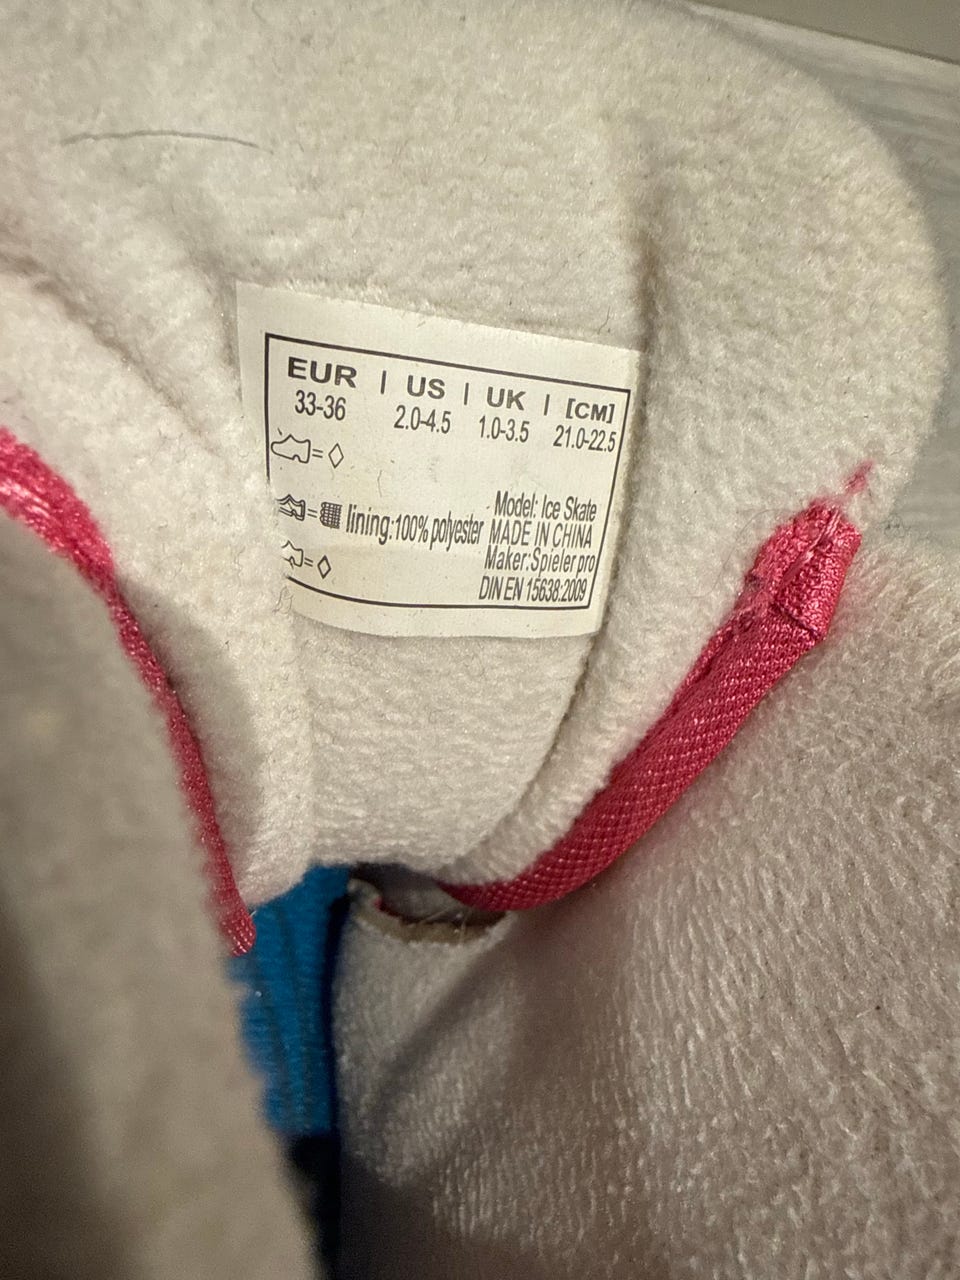 EUR | US | UK | [CM]
33-36 2.0-4.5 1.0-3.5 21.0-22.5
=
Model: Ice Skate
= lining:100% polyester MADE IN CHINA
Maker:Spieler pro
=
DIN EN 15638:2009